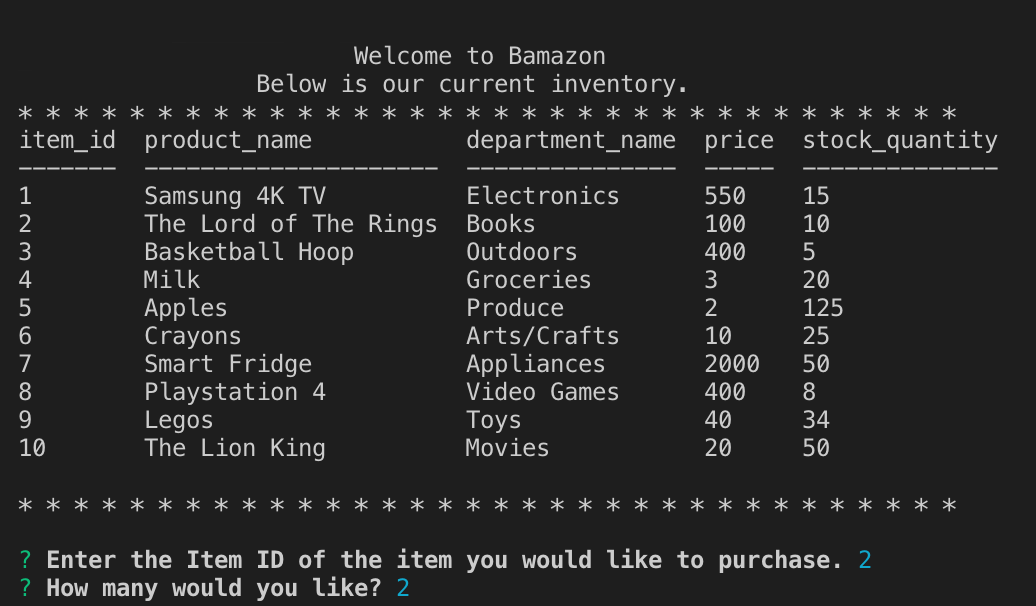 Welcome to Bamazon
Below is our current inventory.
* * * * * * * * * * * * * * * * * * * * * * * * * * * * * * * * * *
item_id  product_name           department_name  price  stock_quantity
-------  ---------------------  ---------------  -----  --------------
1        Samsung 4K TV          Electronics      550    15
2        The Lord of The Rings  Books            100    10
3        Basketball Hoop        Outdoors         400    5
4        Milk                   Groceries        3      20
5        Apples                 Produce          2      125
6        Crayons                Arts/Crafts      10     25
7        Smart Fridge           Appliances       2000   50
8        Playstation 4          Video Games      400    8
9        Legos                  Toys             40     34
10       The Lion King          Movies           20     50
* * * * * * * * * * * * * * * * * * * * * * * * * * * * * * * * * *
? Enter the Item ID of the item you would like to purchase. 2
? How many would you like? 2